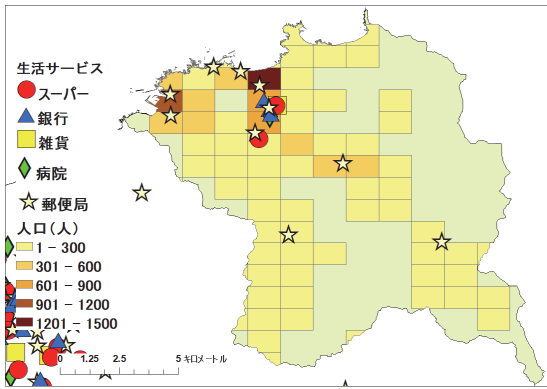 生活サービス
スーパー
銀行
雑貨
病院
郵便局
人口(人)
1 - 300
301 - 600
601 - 900
901 - 1200
1201 - 1500
0 1.25 2.5 5 キロメートル